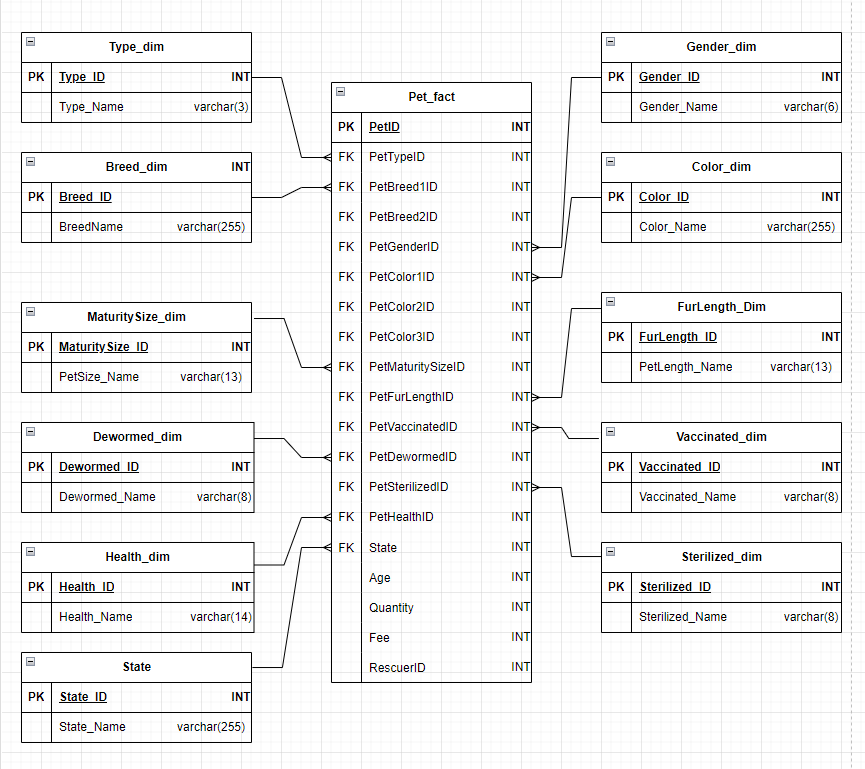 Type_dim
PK Type_ID INT
Type_Name varchar(3)
Breed_dim INT
PK Breed_ID
BreedName varchar(255)
MaturitySize_dim
PK MaturitySize_ID INT
PetSize_Name varchar(13)
Dewormed_dim
PK Dewormed_ID INT
Dewormed_Name varchar(8)
Health_dim
PK Health_ID INT
Health_Name varchar(14)
State
PK State_ID INT
State_Name varchar(255)
Pet_fact
PK PetID INT
FK PetTypeID INT
FK PetBreed1ID INT
FK PetBreed2ID INT
FK PetGenderID INT
FK PetColor1ID INT
FK PetColor2ID INT
FK PetColor3ID INT
FK PetMaturitySizeID INT
FK PetFurLengthID INT
FK PetVaccinatedID INT
FK PetDewormedID INT
FK PetSterilizedID INT
FK PetHealthID INT
FK State INT
Age INT
Quantity INT
Fee INT
RescuerID INT
Gender_dim
PK Gender_ID INT
Gender_Name varchar(6)
Color_dim
PK Color_ID INT
Color_Name varchar(255)
FurLength_Dim
PK FurLength_ID INT
PetLength_Name varchar(13)
Vaccinated_dim
PK Vaccinated_ID INT
Vaccinated_Name varchar(8)
Sterilized_dim
PK Sterilized_ID INT
Sterilized_Name varchar(8)